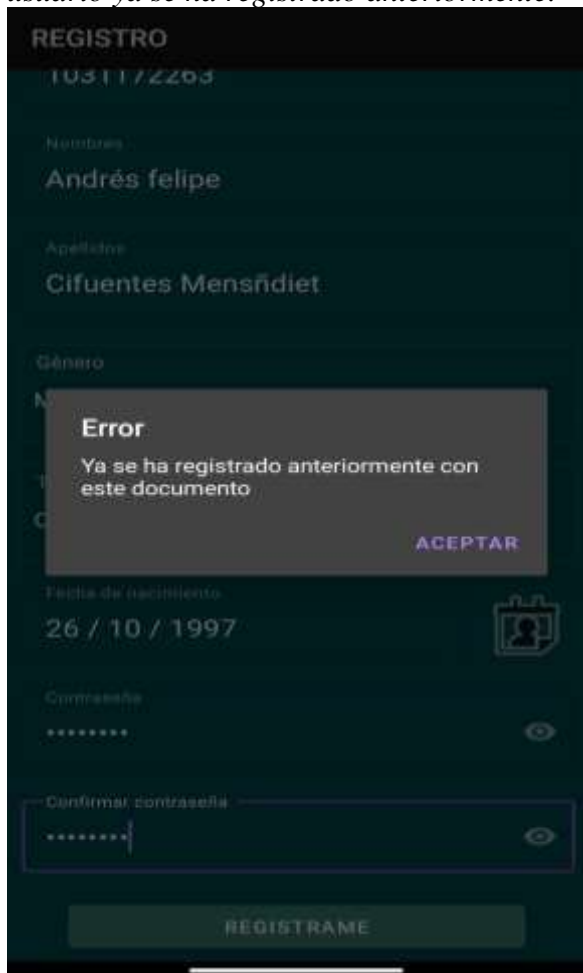 usuario ya se ha registrado anteriormente.
REGISTRO
1031172263
Nombres
Andrés felipe
Apellidos
Cifuentes Mensñdiet
Género
Error
Ya se ha registrado anteriormente con
este documento
ACEPTAR
Fecha de nacimiento
26 / 10 / 1997
Contraseña
••••••••
Confirmar contraseña
••••••••
REGISTRAME